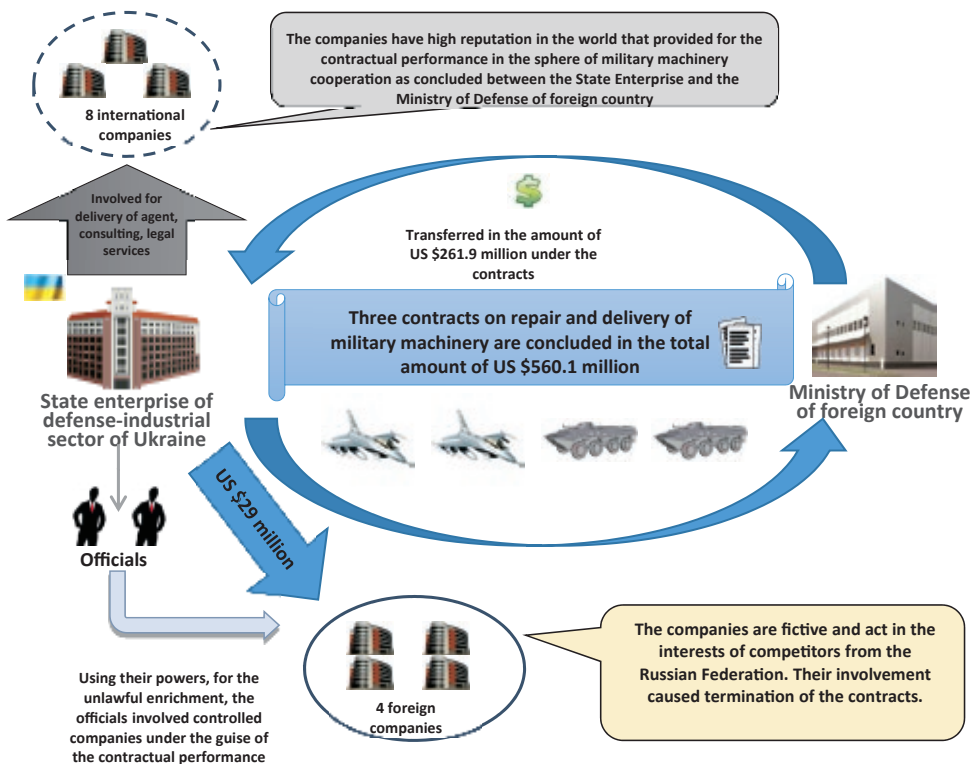 The companies have high reputation in the world that provided for the
contractual performance in the sphere of military machinery
cooperation as concluded between the State Enterprise and the
Ministry of Defense of foreign country
8 international
companies
Involved for
delivery of agent,
consulting, legal
services
$
Transferred in the amount of
US $261.9 million under the
contracts
Three contracts on repair and delivery of
military machinery are concluded in the total
amount of US $560.1 million
State enterprise of
defense-industrial
sector of Ukraine
Ministry of Defense
of foreign country
US $29 million
Officials
Using their powers, for the
unlawful enrichment, the
officials involved controlled
companies under the guise of
the contractual performance
4 foreign
companies
The companies are fictive and act in the
interests of competitors from the
Russian Federation. Their involvement
caused termination of the contracts.